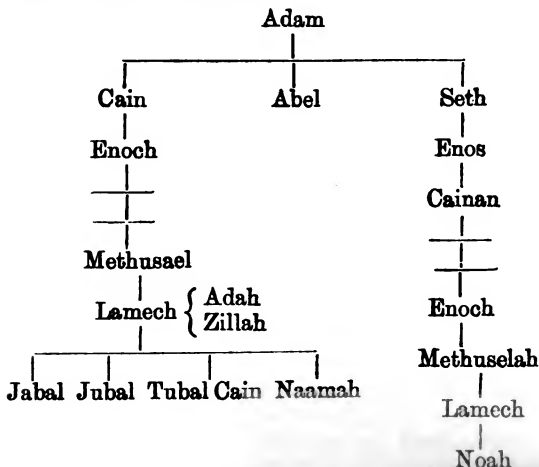 Adam
Cain Abel Seth
Enoch Enos
Cainan
Methusael
Enoch
Lamech { Adah
Zillah
Methuselah
Jabal Jubal Tubal Cain Naamah
Lamech
Noah